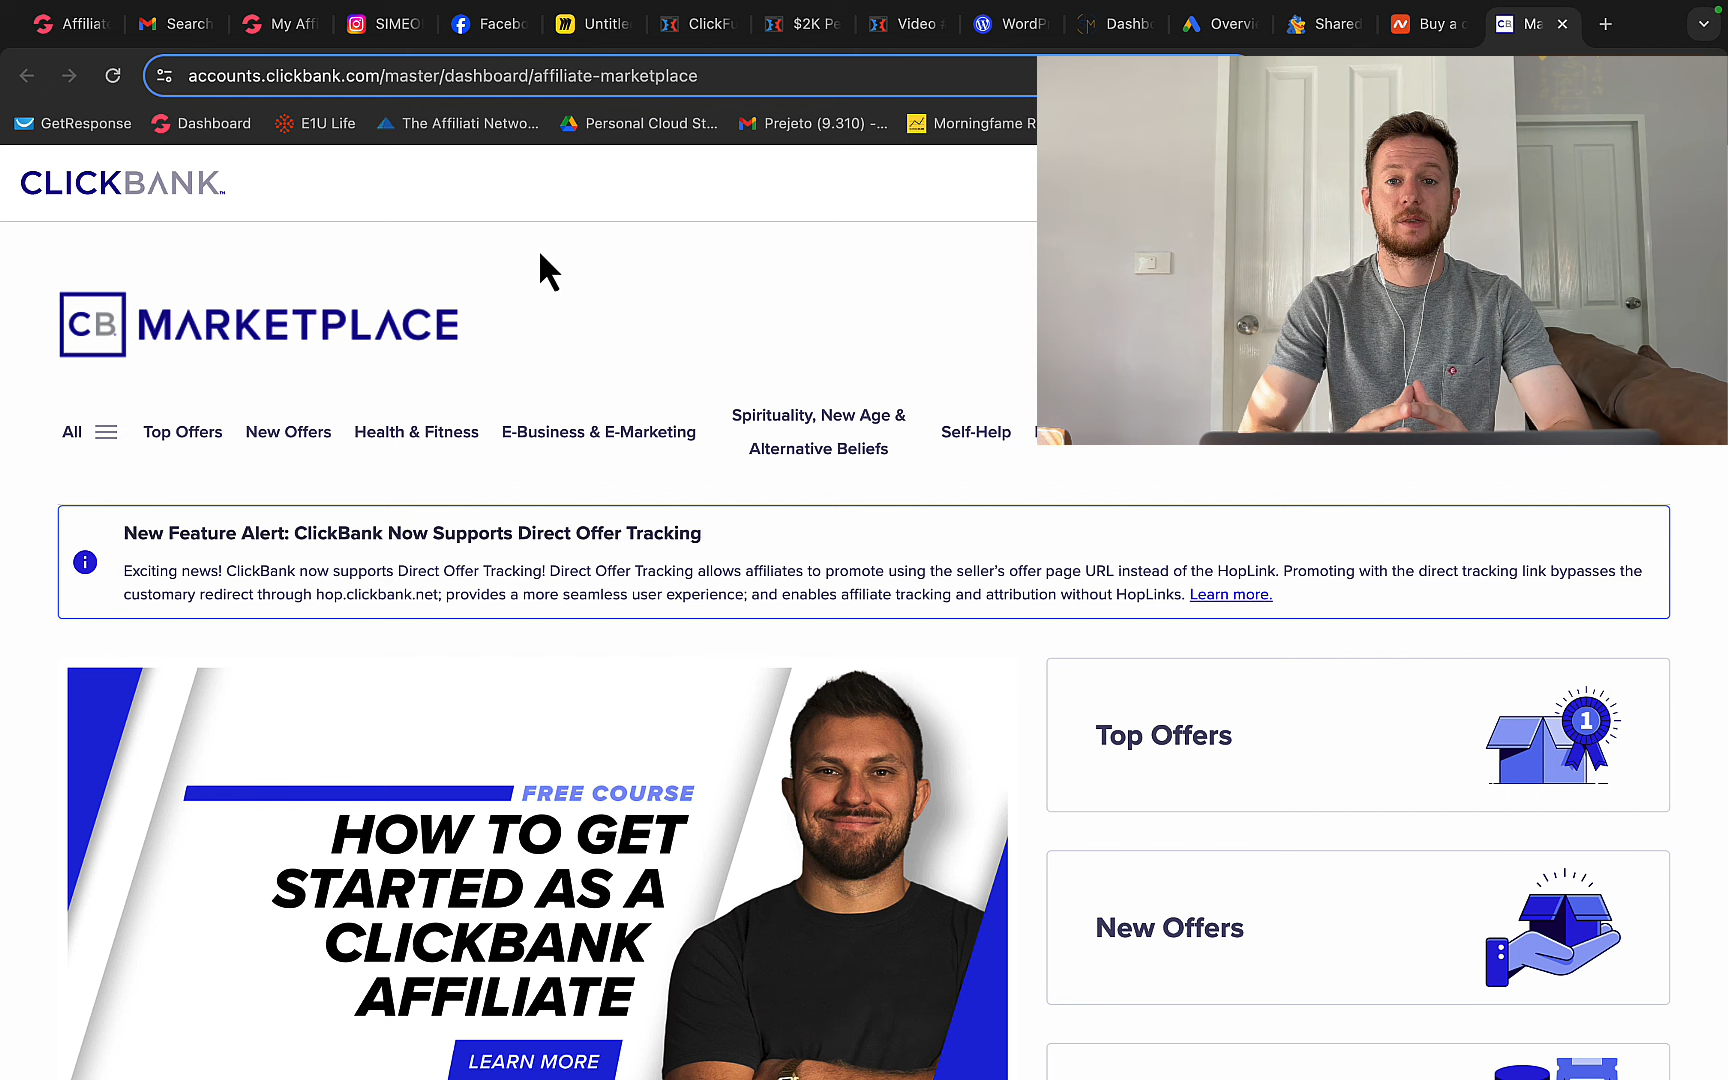 Affiliat
Search
My Affi
SIMEO
Facebo
Untitle
ClickFu
$2K Pe
Video #
WordPr
Dashbo
Overvie
Shared
Buy a d
CB
Ma
accounts.clickbank.com/master/dashboard/affiliate-marketplace
GetResponse
Dashboard
E1U Life
The Affiliati Netwo...
Personal Cloud St...
Prejeto (9.310) -...
Morningfame R
CLICKBANK
CB MARKETPLACE
All
Top Offers
New Offers
Health & Fitness
E-Business & E-Marketing
Spirituality, New Age &
Alternative Beliefs
Self-Help
New Feature Alert: ClickBank Now Supports Direct Offer Tracking
Exciting news! ClickBank now supports Direct Offer Tracking! Direct Offer Tracking allows affiliates to promote using the seller's offer page URL instead of the HopLink. Promoting with the direct tracking link bypasses the
customary redirect through hop.clickbank.net; provides a more seamless user experience; and enables affiliate tracking and attribution without HopLinks. Learn more.
FREE COURSE
HOW TO GET
STARTED AS A
CLICKBANK
AFFILIATE
LEARN MORE
Top Offers
1
New Offers